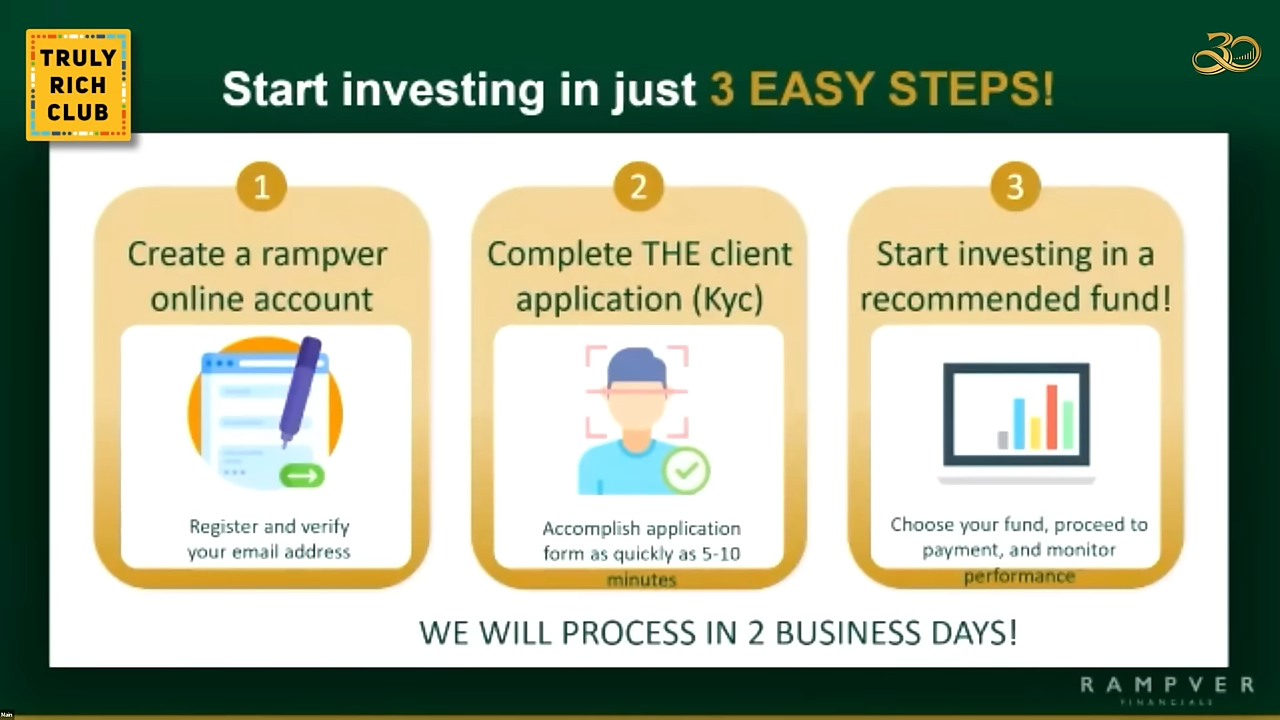 TRULY
RICH
CLUB
30
Start investing in just 3 EASY STEPS!
1
Create a rampver
online account
Register and verify
your email address
2
Complete THE client
application (Kyc)
Accomplish application
form as quickly as 5-10
minutes
3
Start investing in a
recommended fund!
Choose your fund, proceed to
payment, and monitor
performance
WE WILL PROCESS IN 2 BUSINESS DAYS!
RAMPVER
FINANCIALS
Main